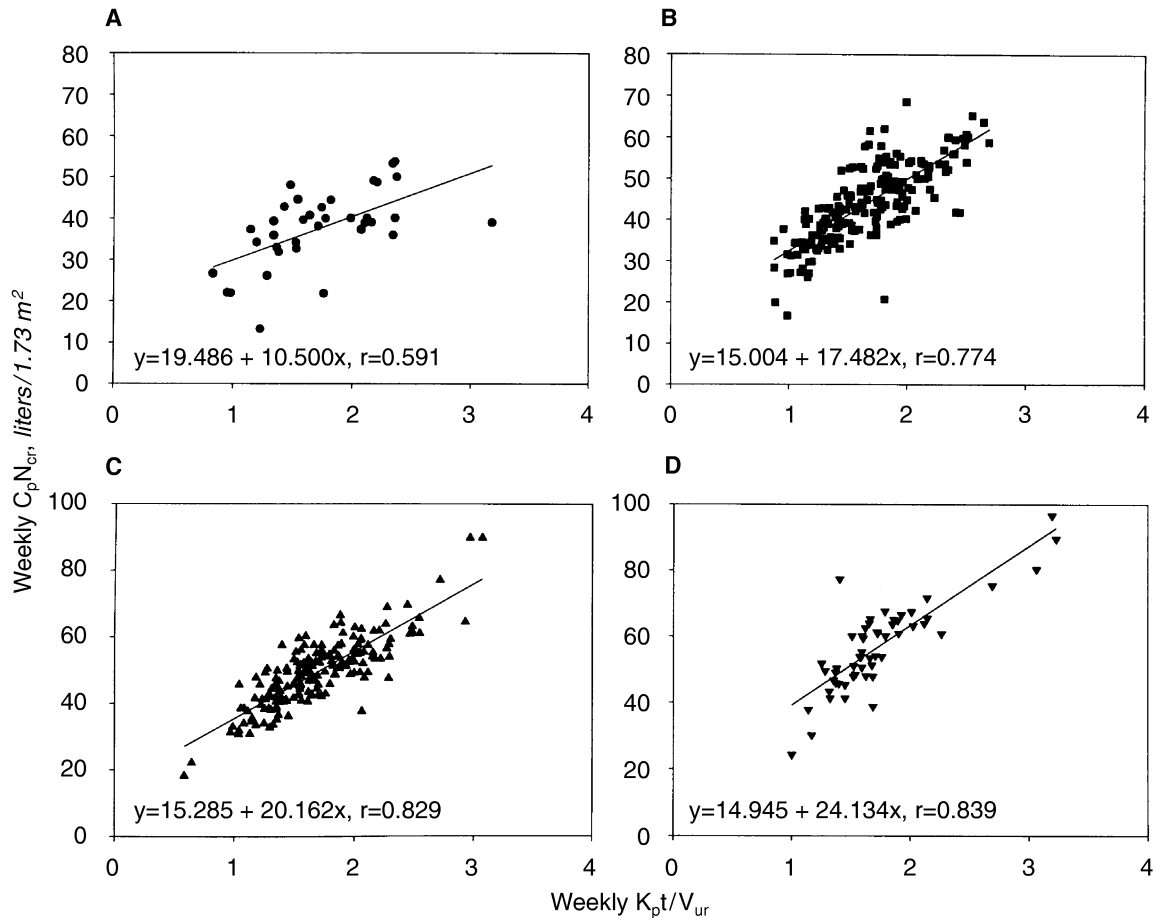 A
B
80
70
60
50
40
30
20
10
0
y=19.486 + 10.500x, r=0.591
0 1 2 3 4
80
70
60
50
40
30
20
10
0
y=15.004 + 17.482x, r=0.774
0 1 2 3 4
Weekly CpNcr, liters/1.73 m²
C
D
100
80
60
40
20
0
y=15.285 + 20.162x, r=0.829
0 1 2 3 4
100
80
60
40
20
0
y=14.945 + 24.134x, r=0.839
0 1 2 3 4
Weekly Kpt/Vur